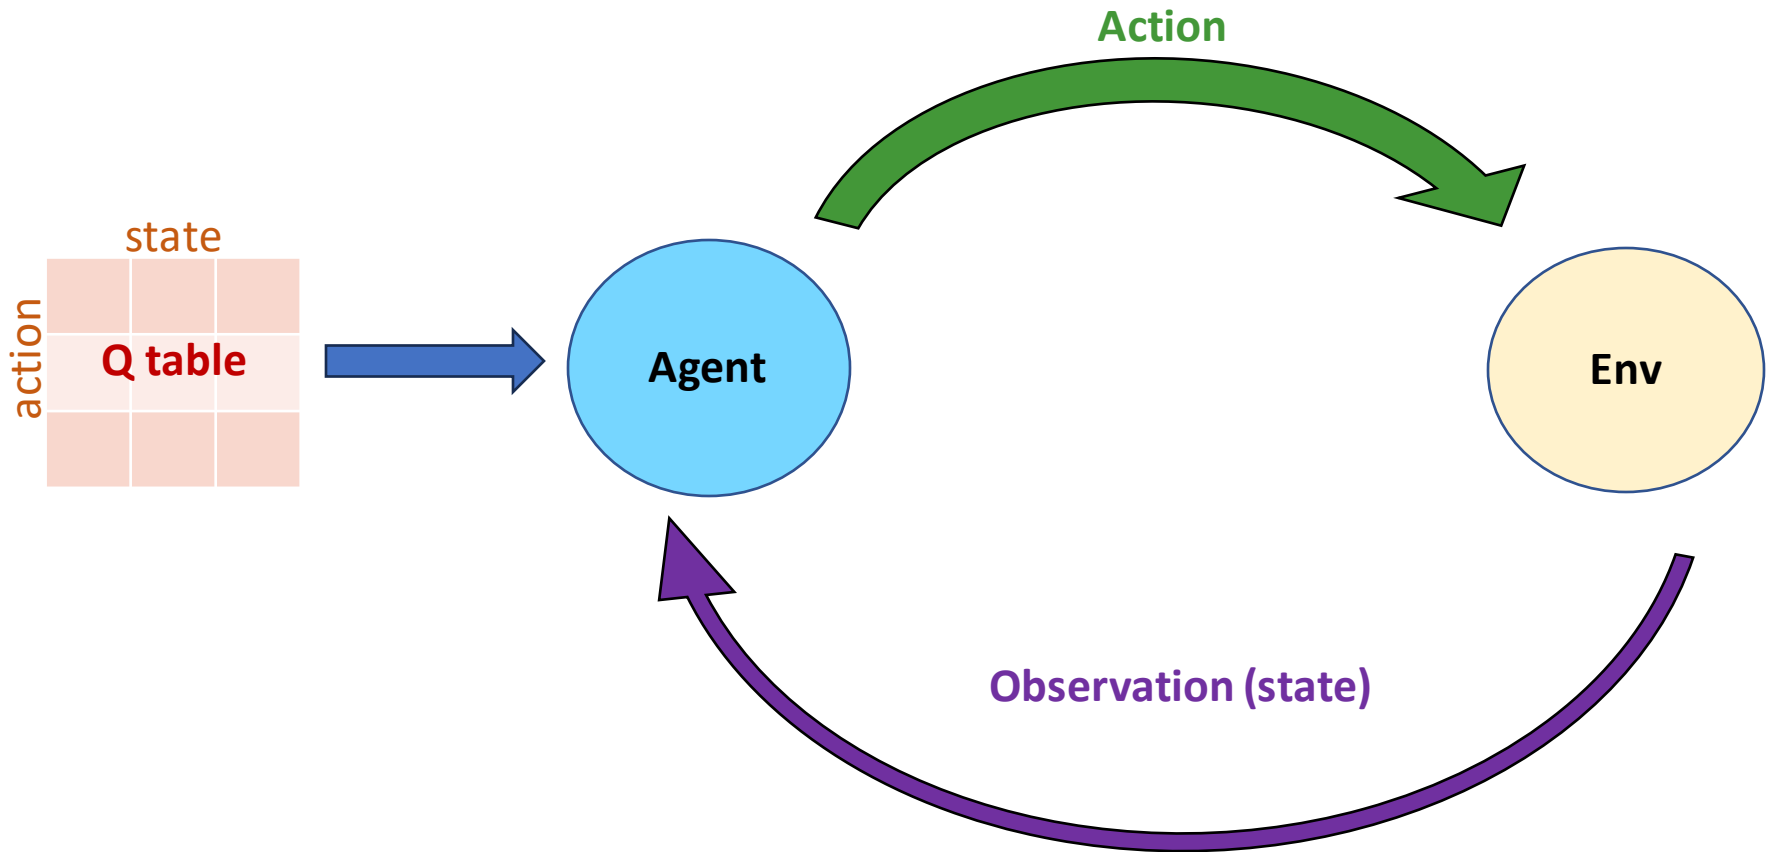 Action
state
action
Q table
Agent
Env
Observation (state)